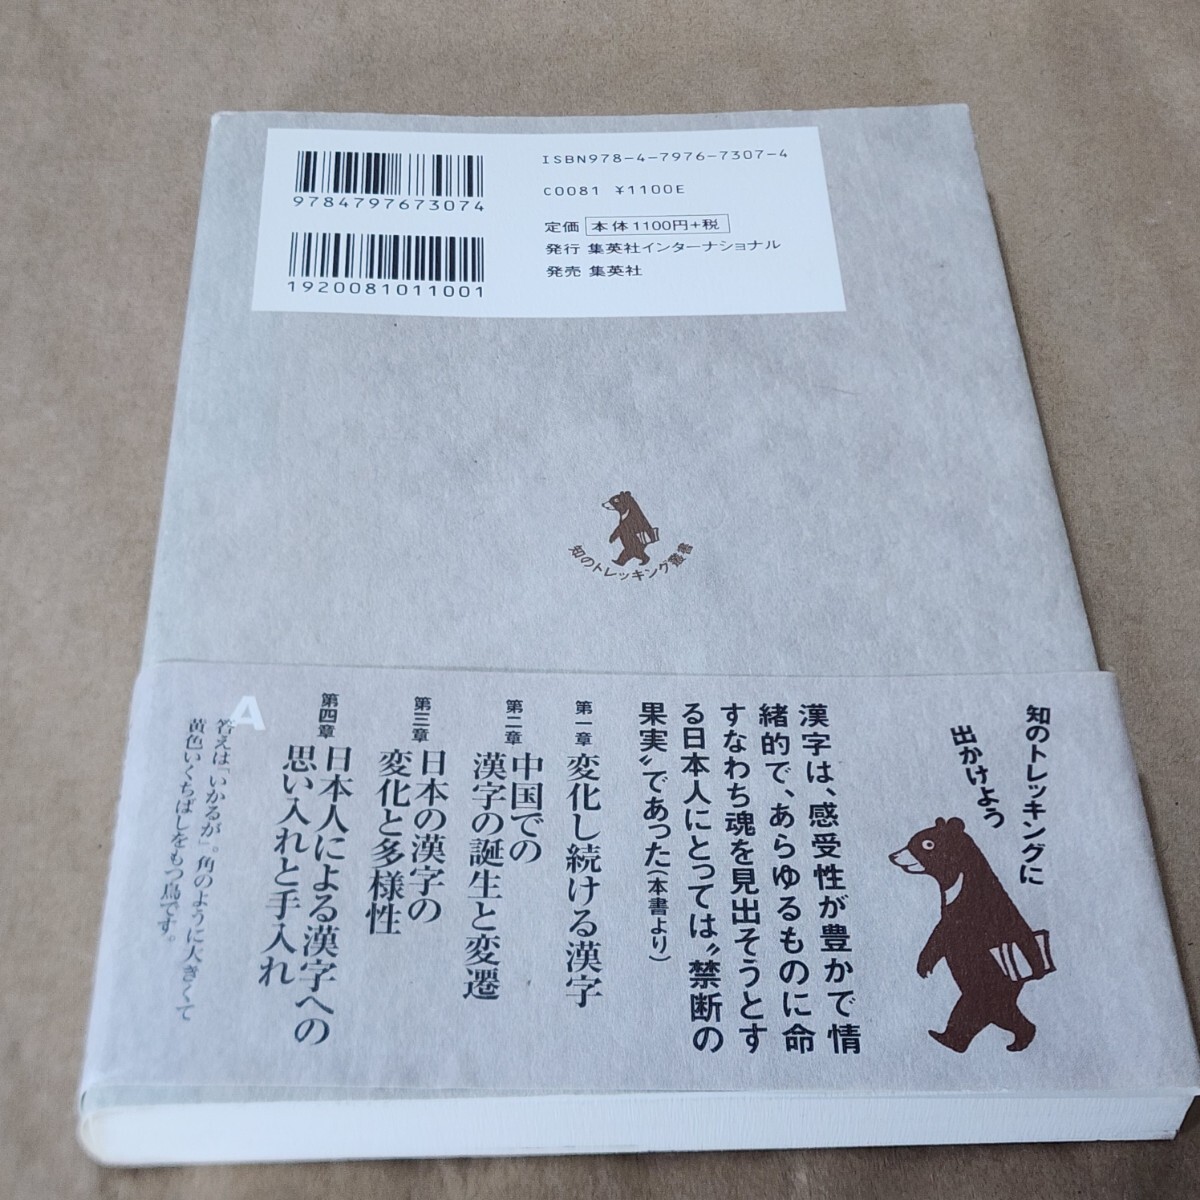 ISBN978-4-7976-7307-4
C0081 ¥1100E
9784797673074
定価 本体1100円+税
発行 集英社インターナショナル
発売 集英社
1920081011001
知のトレッキング叢書
知のトレッキングに
出かけよう
漢字は、感受性が豊かで情
緒的で、あらゆるものに命
すなわち魂を見出そうとす
る日本人にとっては〝禁断の
果実〟であった(本書より)
第一章 変化し続ける漢字
第二章 中国での
漢字の誕生と変遷
第三章 日本の漢字の
変化と多様性
第四章 日本人による漢字への
思い入れと手入れ
A
答えは「いかるが」。角のように大きくて
黄色いくちばしをもつ鳥です。